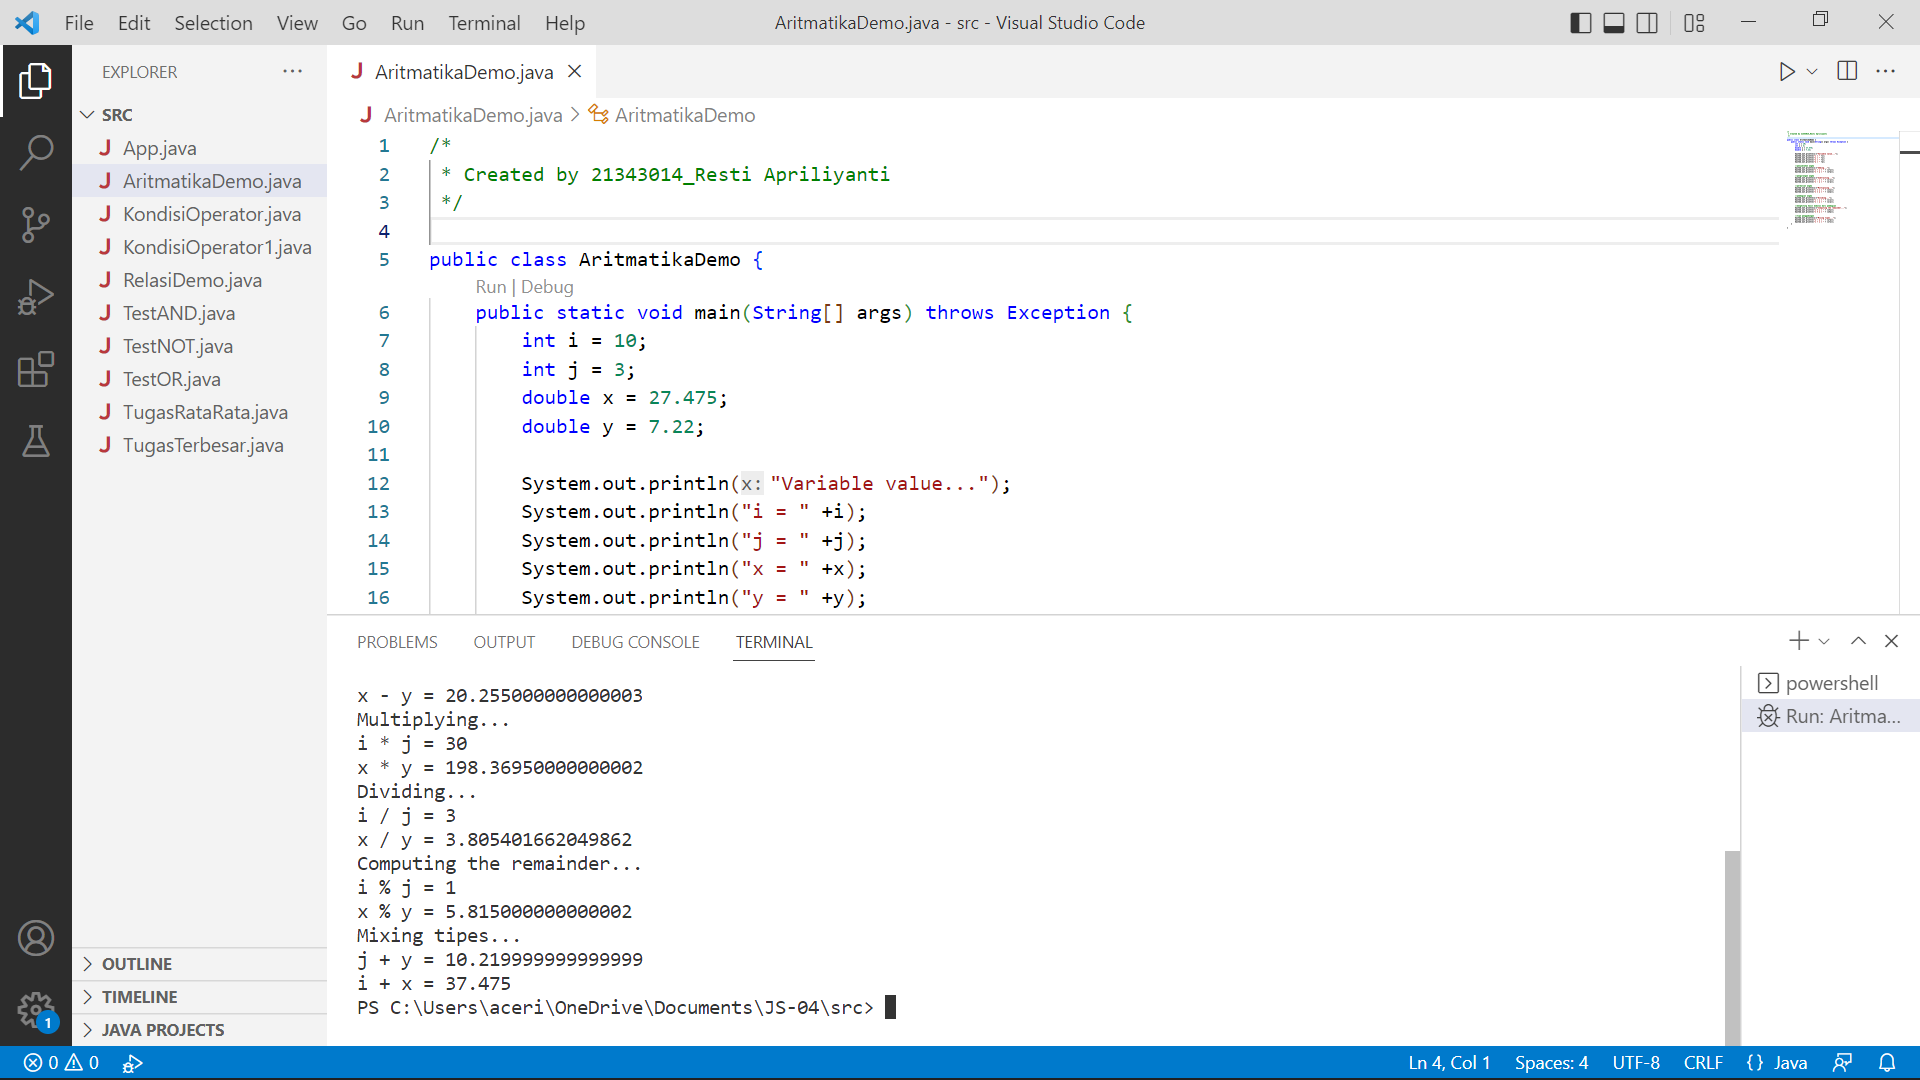 File Edit Selection View Go Run Terminal Help
AritmatikaDemo.java - src - Visual Studio Code
EXPLORER
SRC
App.java
AritmatikaDemo.java
KondisiOperator.java
KondisiOperator1.java
RelasiDemo.java
TestAND.java
TestNOT.java
TestOR.java
TugasRataRata.java
TugasTerbesar.java
OUTLINE
TIMELINE
JAVA PROJECTS
1
AritmatikaDemo.java
AritmatikaDemo.java > AritmatikaDemo
1 /*
2 * Created by 21343014_Resti Apriliyanti
3 */
4
5 public class AritmatikaDemo {
Run | Debug
6 public static void main(String[] args) throws Exception {
7 int i = 10;
8 int j = 3;
9 double x = 27.475;
10 double y = 7.22;
11
12 System.out.println(x: "Variable value...");
13 System.out.println("i = " +i);
14 System.out.println("j = " +j);
15 System.out.println("x = " +x);
16 System.out.println("y = " +y);
PROBLEMS OUTPUT DEBUG CONSOLE TERMINAL
x - y = 20.255000000000003
Multiplying...
i * j = 30
x * y = 198.36950000000002
Dividing...
i / j = 3
x / y = 3.805401662049862
Computing the remainder...
i % j = 1
x % y = 5.815000000000002
Mixing tipes...
j + y = 10.219999999999999
i + x = 37.475
PS C:\Users\aceri\OneDrive\Documents\JS-04\src>
powershell
Run: Aritma...
0 0
Ln 4, Col 1 Spaces: 4 UTF-8 CRLF {} Java